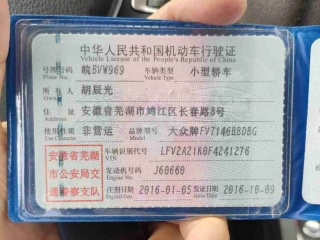 中华人民共和国机动车行驶证
Vehicle License of the People's Republic of China
号牌号码 皖BVW969 车辆类型 小型轿车
Plate No. Vehicle Type
所有人 胡晨光
Owner
住址 安徽省芜湖市鸠江区长春路8号
Address
使用性质 非营运 品牌型号 大众牌FV7146BBDBG
Use Character Model
安徽省芜湖市公安局交通警察支队
车辆识别代号 LFV2A21K0F4241276
VIN
发动机号码 J60660
Engine No.
注册日期 2016-01-05 发证日期 2016-10-09
Register Date Issue Date